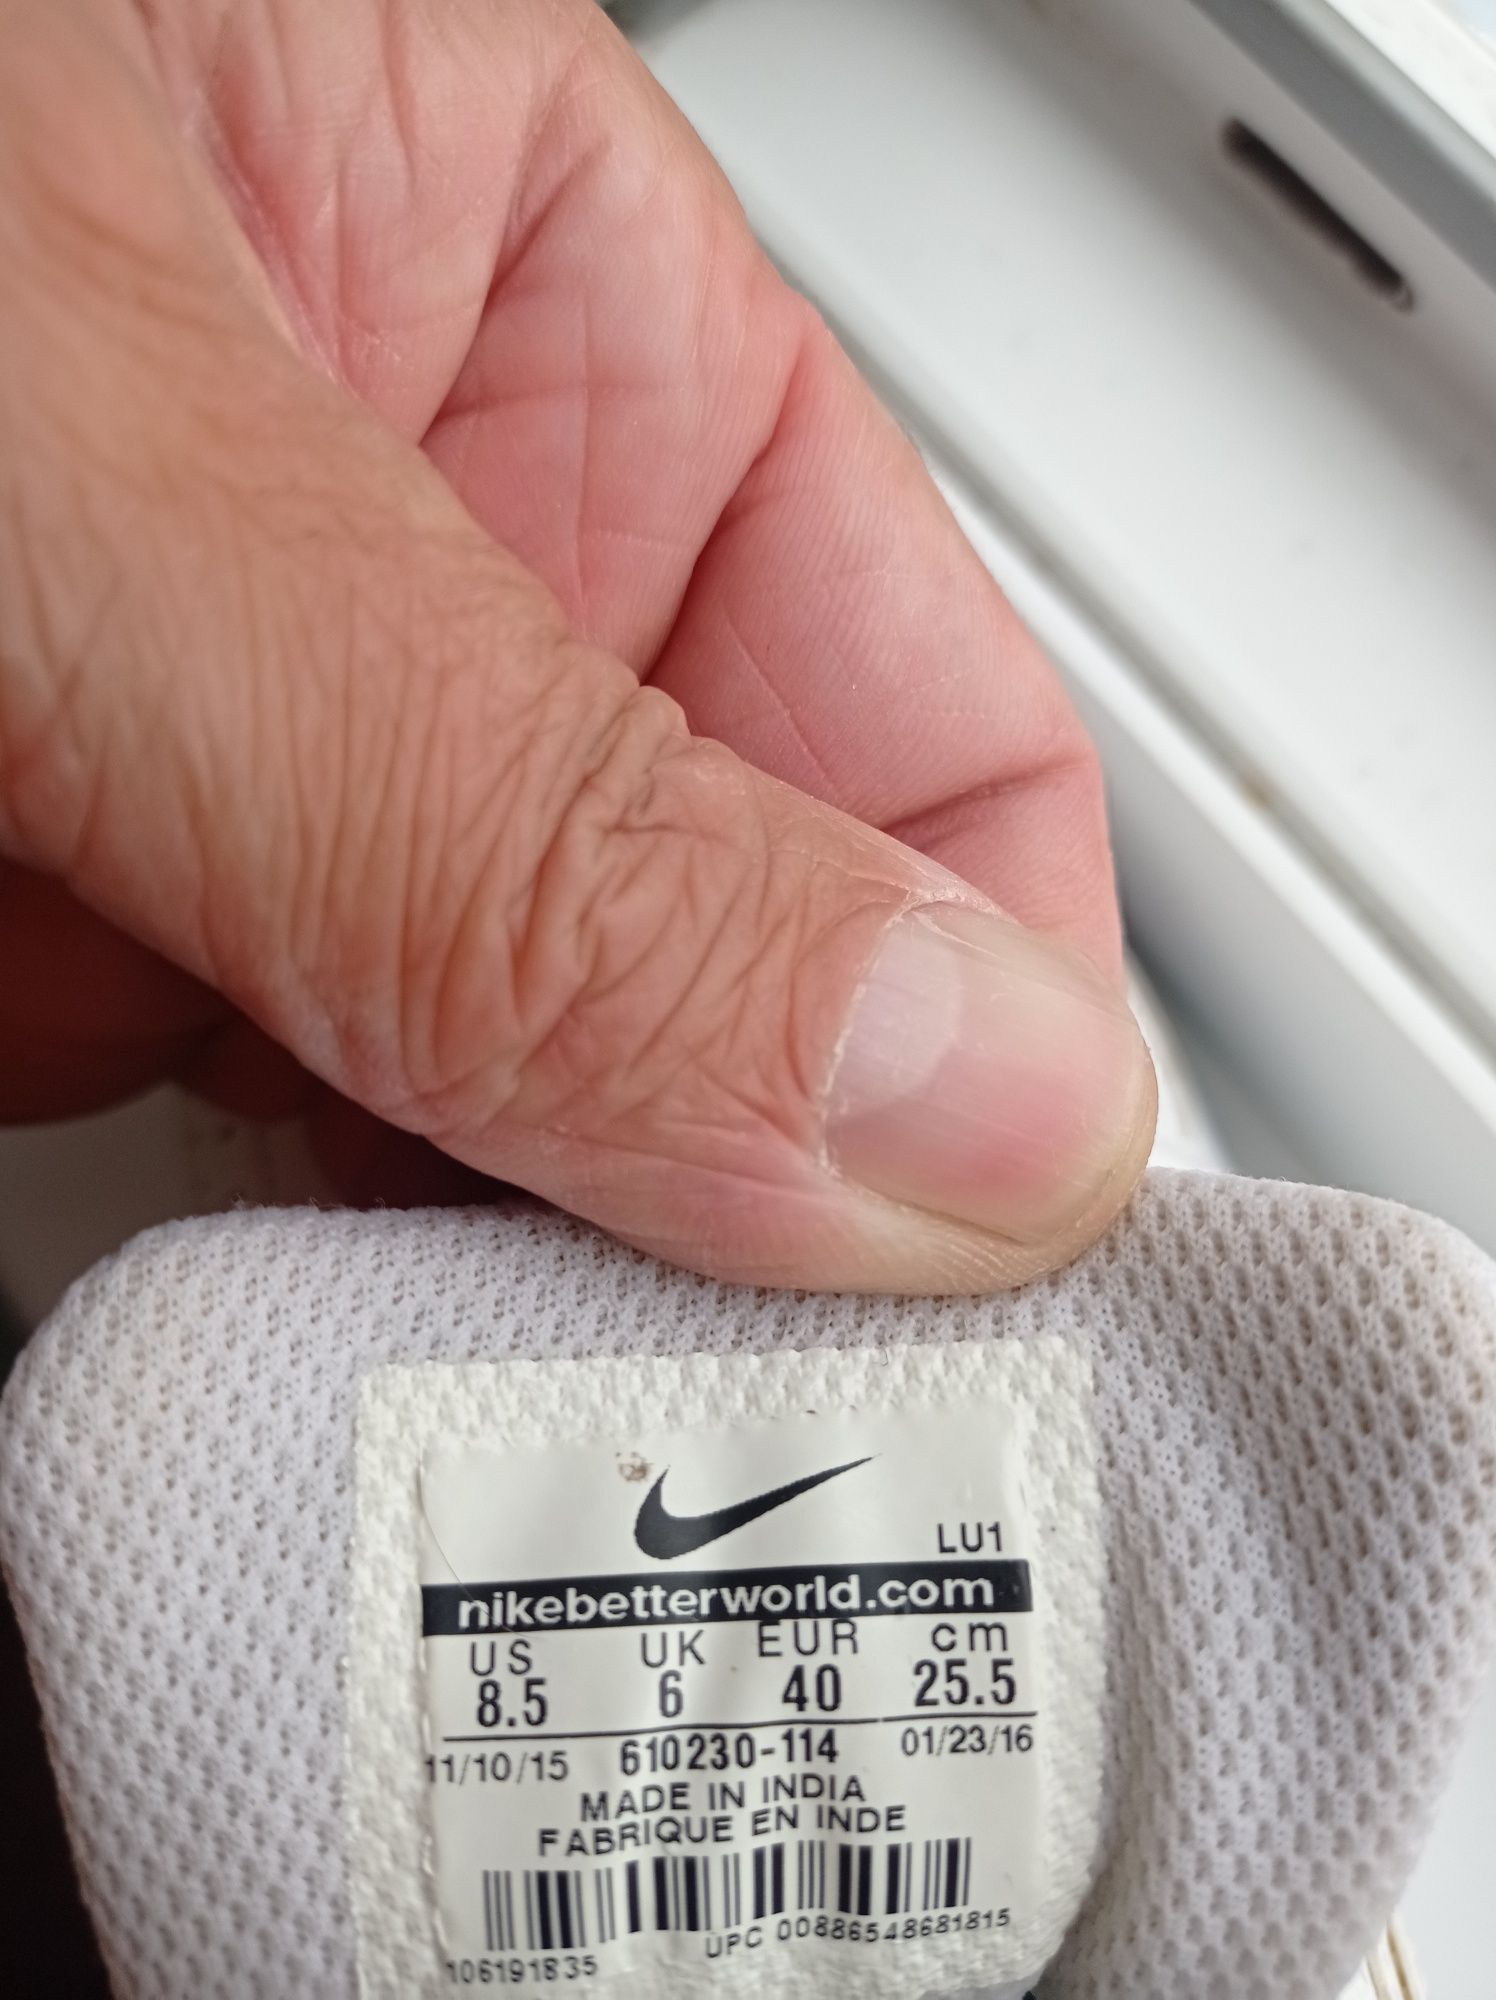 LU1
nikebetterworld.com
US UK EUR cm
8.5 6 40 25.5
11/10/15 610230-114 01/23/16
MADE IN INDIA
FABRIQUE EN INDE
106191835 UPC 00886548681815